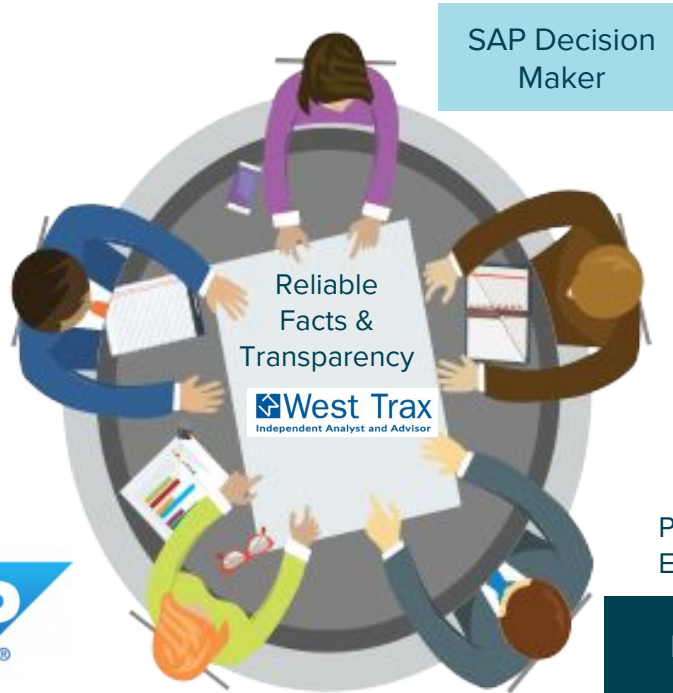 SAP Decision
Maker
Reliable
Facts &
Transparency
West Trax
Independent Analyst and Advisor
P
E
®